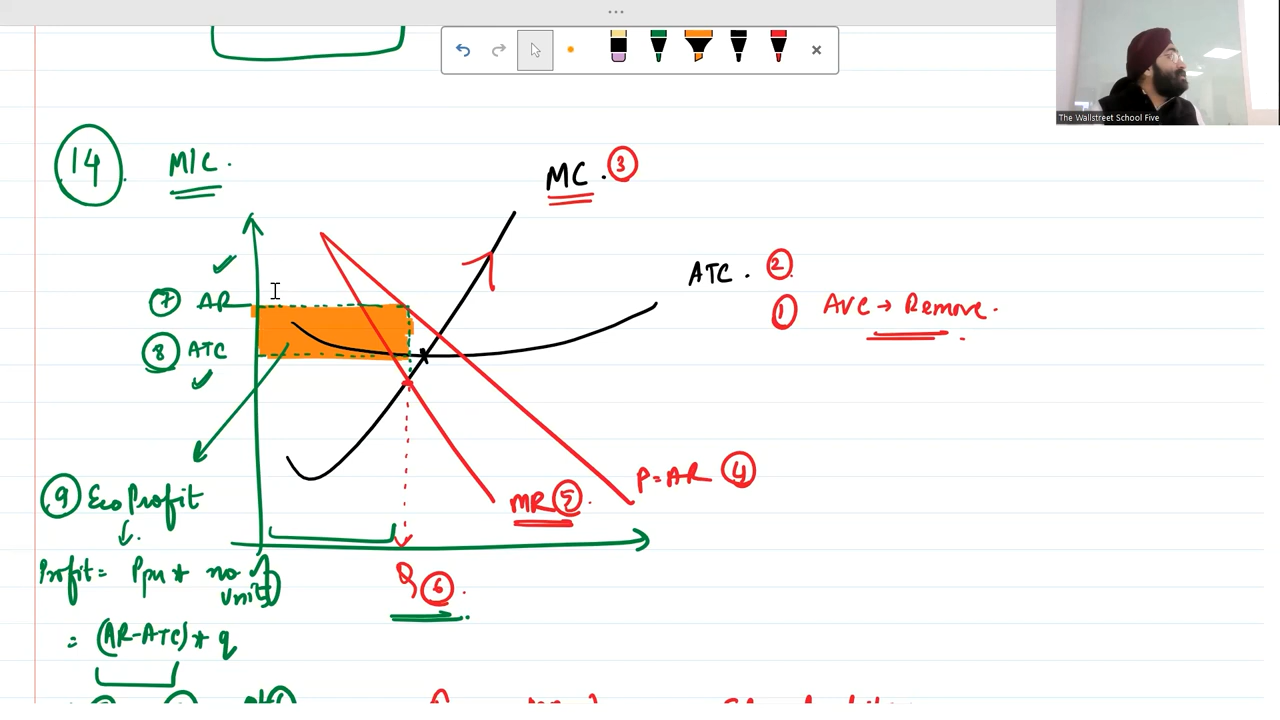 The Wallstreet School Five
14. M/C.
MC. 3
ATC. 2
1 AVC → Remove.
7 AR
8 ATC
P=AR 4
MR 5.
9 Eco Profit
Q 6.
Profit = Ppu * no of units
= (AR-ATC) * q